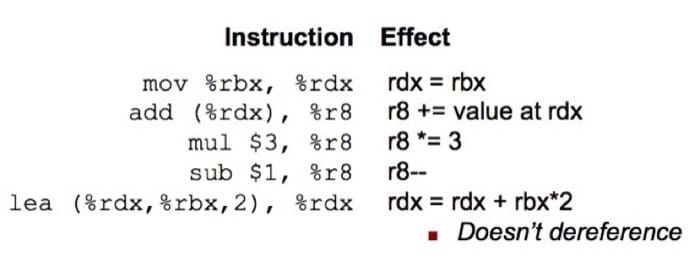 Instruction Effect
mov %rbx, %rdx rdx = rbx
add (%rdx), %r8 r8 += value at rdx
mul $3, %r8 r8 *= 3
sub $1, %r8 r8--
lea (%rdx,%rbx,2), %rdx rdx = rdx + rbx*2
▪ Doesn't dereference